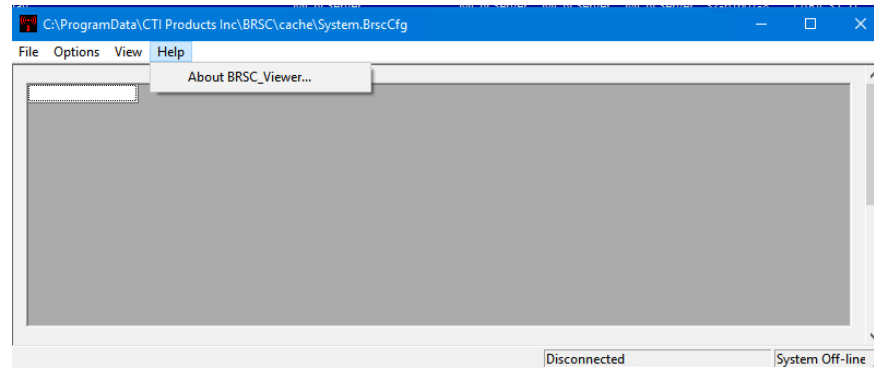 C:\ProgramData\CTI Products Inc\BRSC\cache\System.BrscCfg
File Options View Help
About BRSC_Viewer...
Disconnected System Off-line